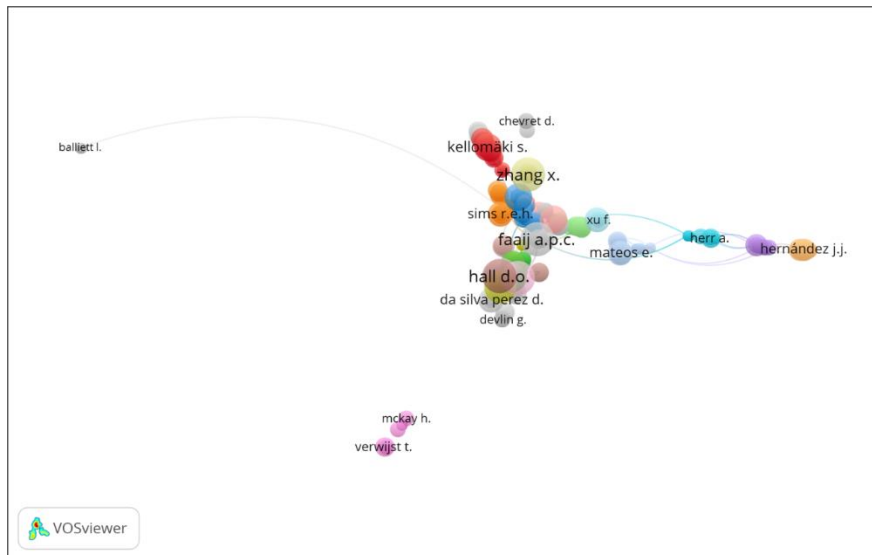 chevret d.
balliett l.
kellomäki s.
zhang x.
sims r.e.h.
xu f.
faaij a.p.c.
herr a.
mateos e.
hernández j.j.
hall d.o.
da silva perez d.
devlin g.
mckay h.
verwijst t.
VOSviewer